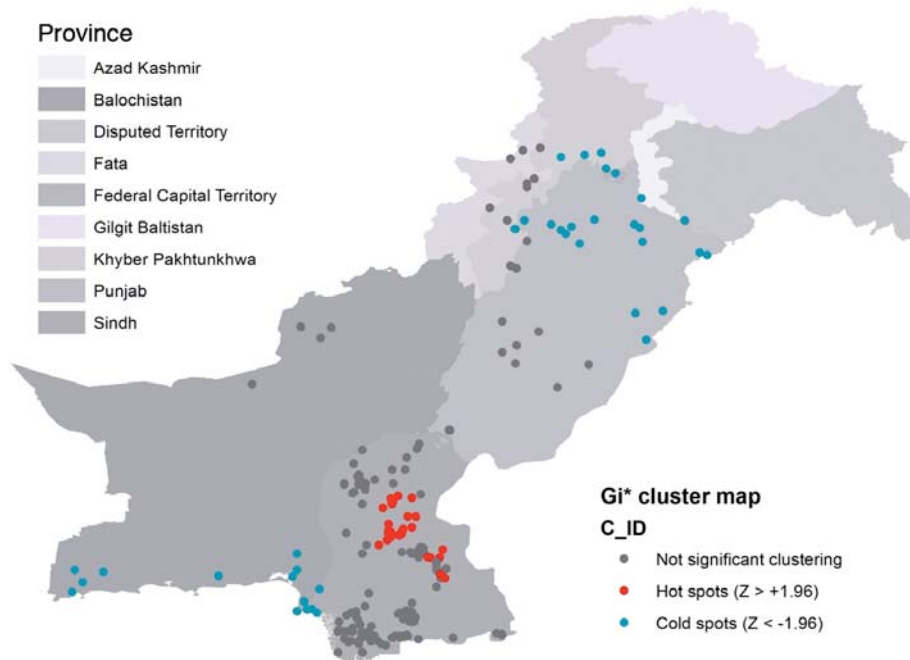 Province
Azad Kashmir
Balochistan
Disputed Territory
Fata
Federal Capital Territory
Gilgit Baltistan
Khyber Pakhtunkhwa
Punjab
Sindh
Gi* cluster map
C_ID
Not significant clustering
Hot spots (Z > +1.96)
Cold spots (Z < -1.96)